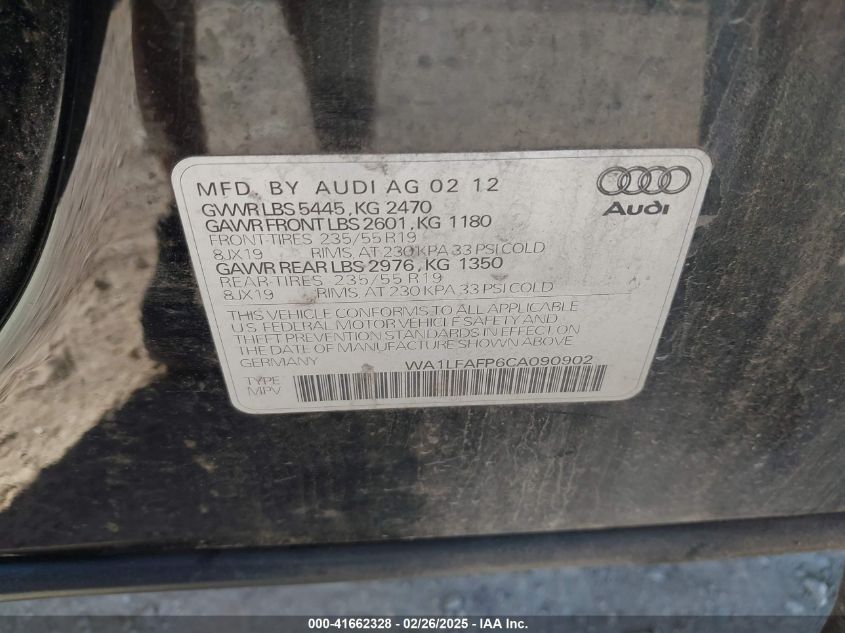 MFD. BY AUDI AG 02 12
GVWR LBS 5445, KG 2470
GAWR FRONT LBS 2601, KG 1180
FRONT-TIRES 235/55 R19
8JX19 RIMS, AT 230 KPA 33 PSI COLD
GAWR REAR LBS 2976, KG 1350
REAR-TIRES 235/55 R19
8JX19 RIMS, AT 230 KPA 33 PSI COLD
THIS VEHICLE CONFORMS TO ALL APPLICABLE
U.S. FEDERAL MOTOR VEHICLE SAFETY AND
THEFT PREVENTION STANDARDS IN EFFECT ON
THE DATE OF MANUFACTURE SHOWN ABOVE.
GERMANY WA1LFAFP6CA090902
TYPE:
MPV
Audi
000-41662328 - 02/26/2025 - IAA Inc.